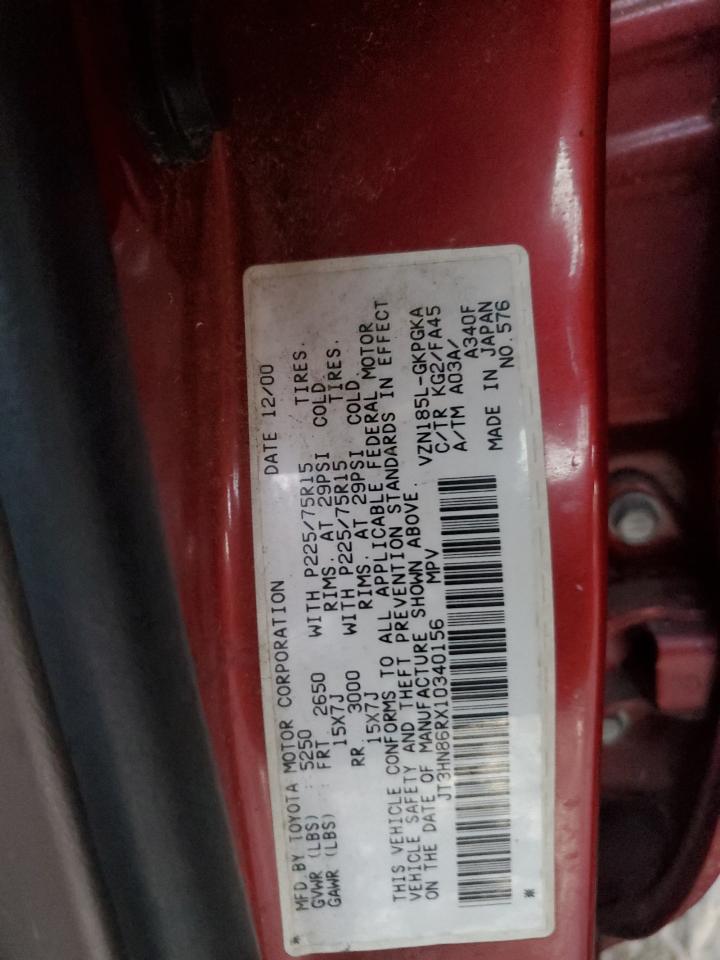 * MFD. BY TOYOTA MOTOR CORPORATION DATE 12/00
GVWR (LBS) : 5250
GAWR (LBS) : FRT 2650 WITH P225/75R15 TIRES.
15X7J RIMS. AT 29PSI COLD.
RR 3000 WITH P225/75R15 TIRES.
15X7J RIMS. AT 29PSI COLD.
THIS VEHICLE CONFORMS TO ALL APPLICABLE FEDERAL MOTOR
VEHICLE SAFETY AND THEFT PREVENTION STANDARDS IN EFFECT
ON THE DATE OF MANUFACTURE SHOWN ABOVE.
JT3HN86RX10340156 MPV
VZN185L-GKPGKA
C/TR KG2/FA45
A/TM A03A/
A340F
MADE IN JAPAN
* NO.576